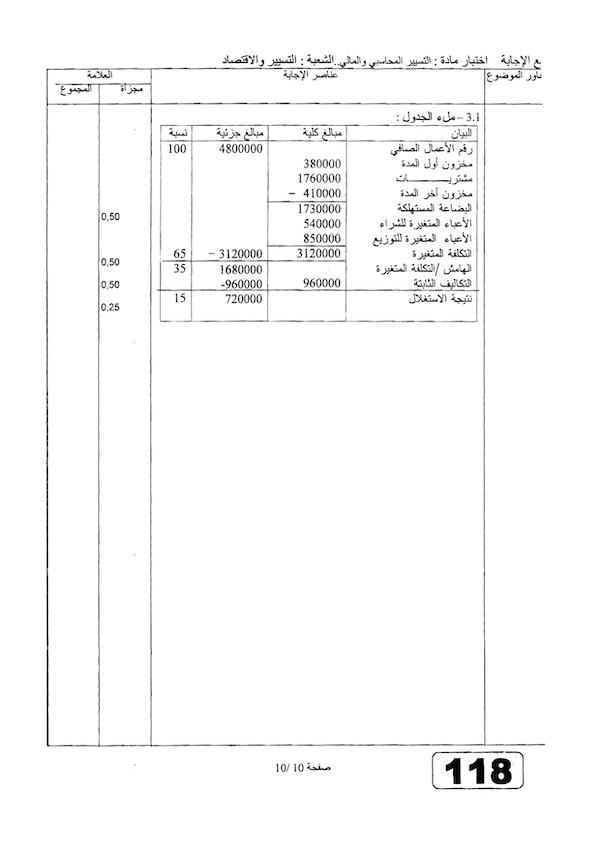 ع الإجابة اختبار مادة : التسيير المحاسبي والمالي..الشعبة : التسيير والاقتصاد
اور الموضوع عناصر الإجابة العلامة
مجزأة المجموع
3.1 – ملء الجدول :
البيان مبالغ كلية مبالغ جزئية نسبة
رقم الأعمال الصافي 4800000 100
مخزون أول المدة 380000
مشتريـــــات 1760000
مخزون آخر المدة 410000 –
البضاعة المستهلكة 1730000
0,50 الأعباء المتغيرة للشراء 540000
الأعباء المتغيرة للتوزيع 850000
التكلفة المتغيرة 3120000 3120000 – 65
0,50 الهامش /التكلفة المتغيرة 1680000 35
0,50 التكاليف الثابتة 960000 -960000
0,25 نتيجة الاستغلال 720000 15
صفحة 10/ 10
118